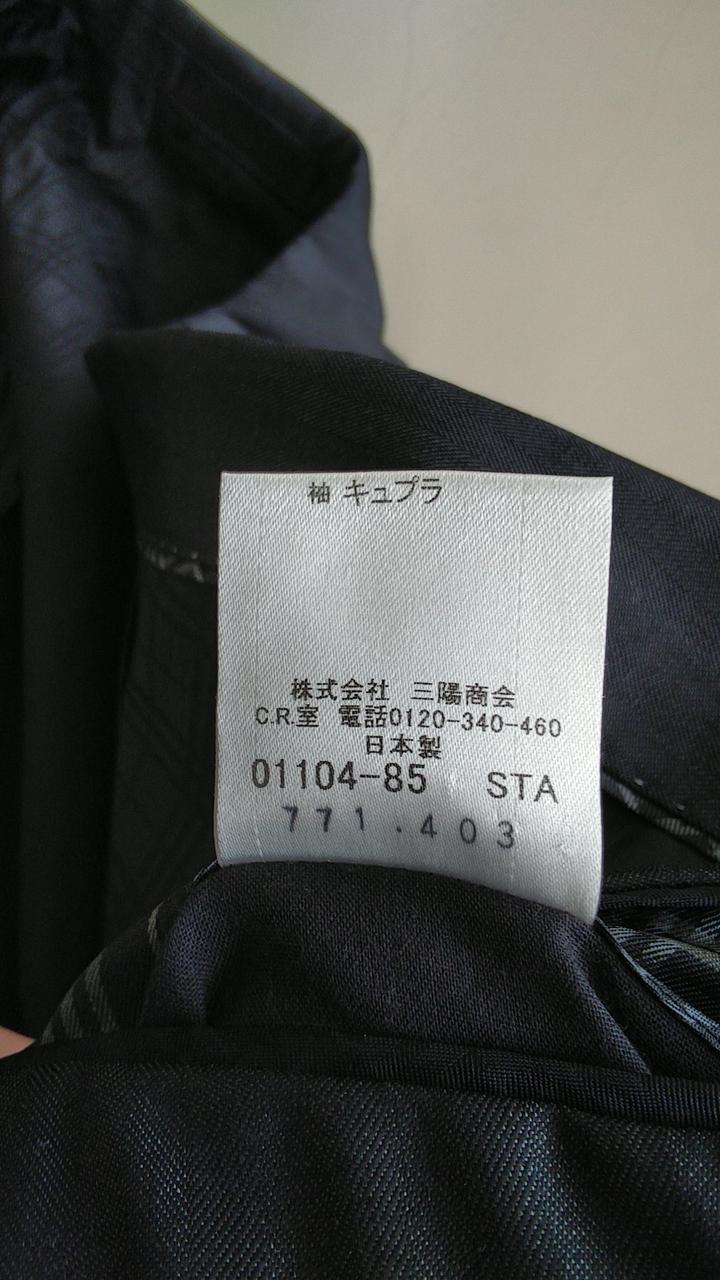 袖 キュプラ
株式会社 三陽商会
C.R.室 電話0120-340-460
日本製
01104-85 STA
771.403